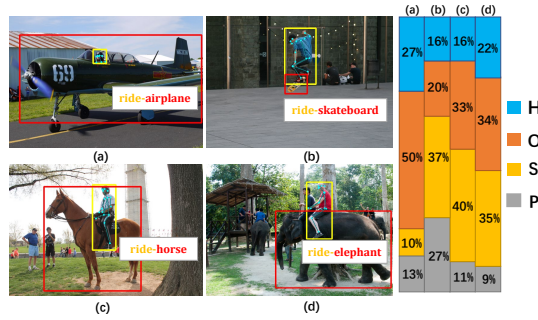 (a) (b) (c) (d)
27% 16% 16% 22%
50% 20% 33% 34%
10% 37% 40% 35%
13% 27% 11% 9%
H
O
S
P
69
ride-airplane
(a)
ride-skateboard
(b)
ride-horse
(c)
ride-elephant
(d)